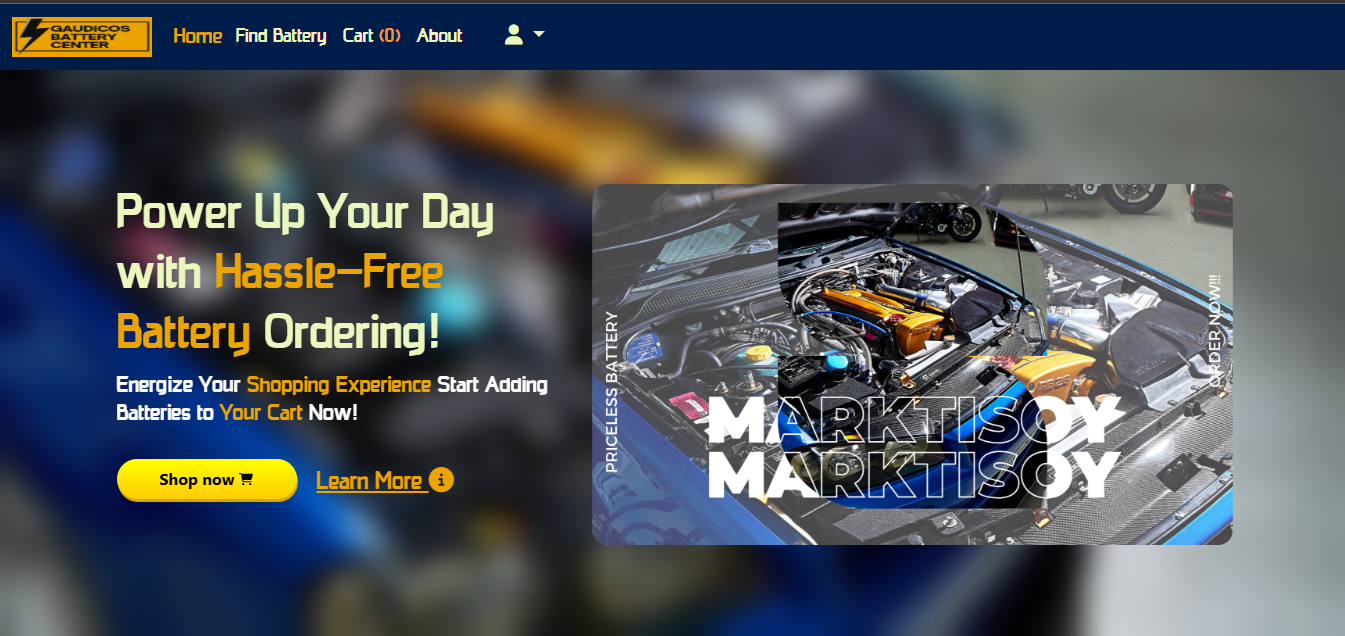 GAUDICOS
BATTERY
CENTER
Home Find Battery Cart (0) About
Power Up Your Day
with Hassle-Free
Battery Ordering!
Energize Your Shopping Experience Start Adding
Batteries to Your Cart Now!
Shop now
Learn More
PRICELESS BATTERY
MARKTISOY
MARKTISOY
ORDER NOW!!!